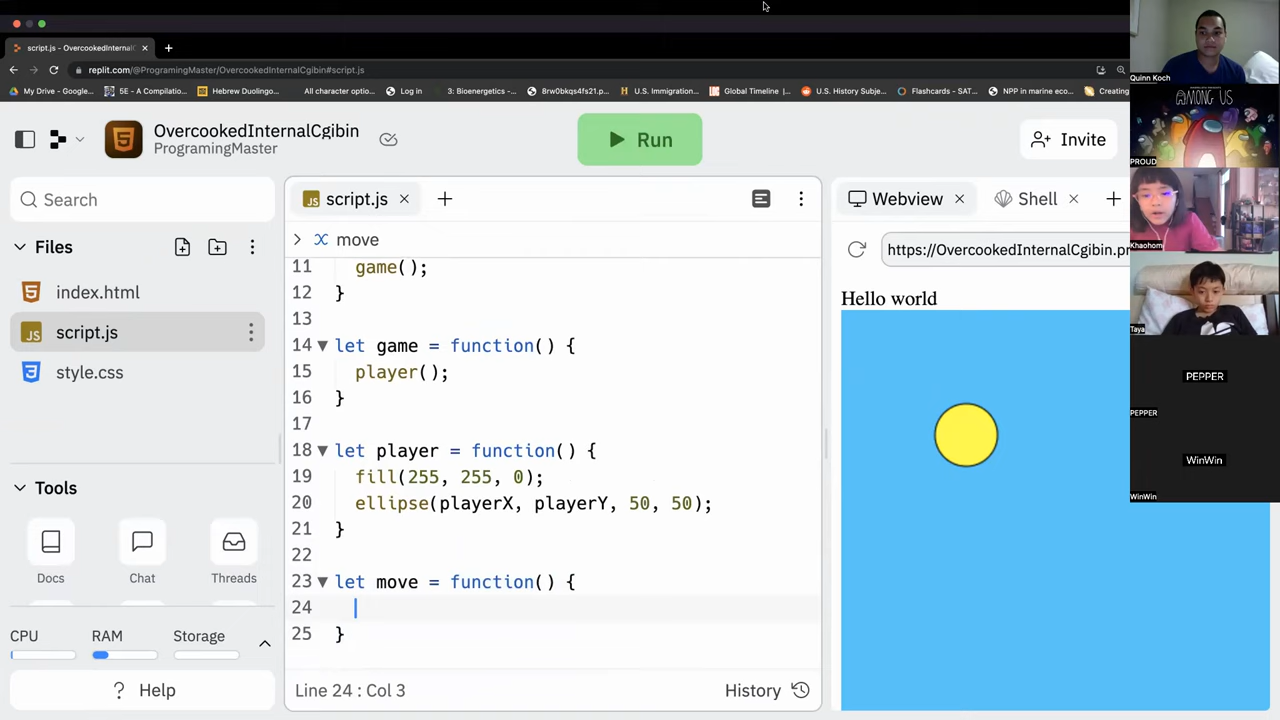 script.js - OvercookedInternalC
replit.com/@ProgramingMaster/OvercookedInternalCgibin#script.js
My Drive - Google...
5E - A Compilatio...
Hebrew Duolingo
All character optio...
Log in
3: Bioenergetics -...
8rw0bkqs4fs21.p...
U.S. Immigration...
Global Timeline |...
U.S. History Subje...
Flashcards - SAT...
NPP in marine eco...
Creating
OvercookedInternalCgibin
ProgramingMaster
Run
Invite
Search
Files
index.html
script.js
style.css
Tools
Docs
Chat
Threads
CPU
RAM
Storage
? Help
JS script.js
move
11 game();
12 }
13
14 let game = function() {
15 player();
16 }
17
18 let player = function() {
19 fill(255, 255, 0);
20 ellipse(playerX, playerY, 50, 50);
21 }
22
23 let move = function() {
24
25 }
Line 24 : Col 3
History
Webview
Shell
https://OvercookedInternalCgibin.pr
Hello world
Quinn Koch
AMONG US
PROUD
Khaohom
Taya
PEPPER
PEPPER
WinWin
WinWin